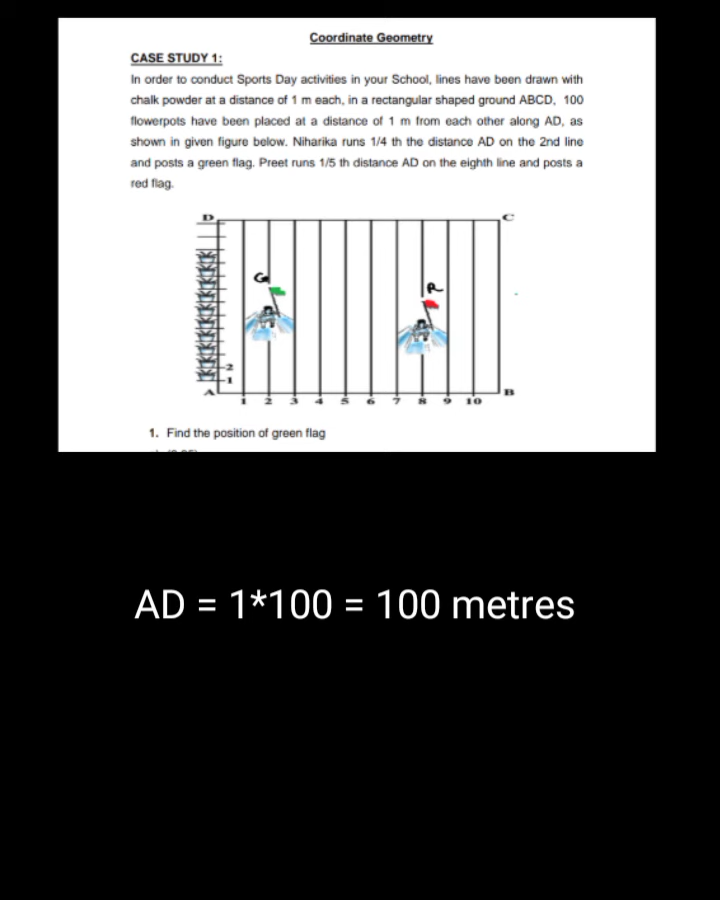 Coordinate Geometry
CASE STUDY 1:
In order to conduct Sports Day activities in your School, lines have been drawn with
chalk powder at a distance of 1 m each, in a rectangular shaped ground ABCD, 100
flowerpots have been placed at a distance of 1 m from each other along AD, as
shown in given figure below. Niharika runs 1/4 th the distance AD on the 2nd line
and posts a green flag. Preet runs 1/5 th distance AD on the eighth line and posts a
red flag.
D C
G R
2
1
A B
1 2 3 4 5 6 7 8 9 10
1. Find the position of green flag
AD = 1*100 = 100 metres